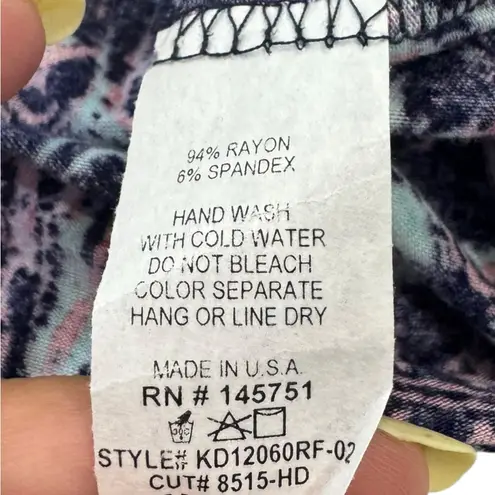 94% RAYON
6% SPANDEX
HAND WASH
WITH COLD WATER
DO NOT BLEACH
COLOR SEPARATE
HANG OR LINE DRY
MADE IN U.S.A.
RN # 145751
STYLE# KD12060RF-02
CUT# 8515-HD